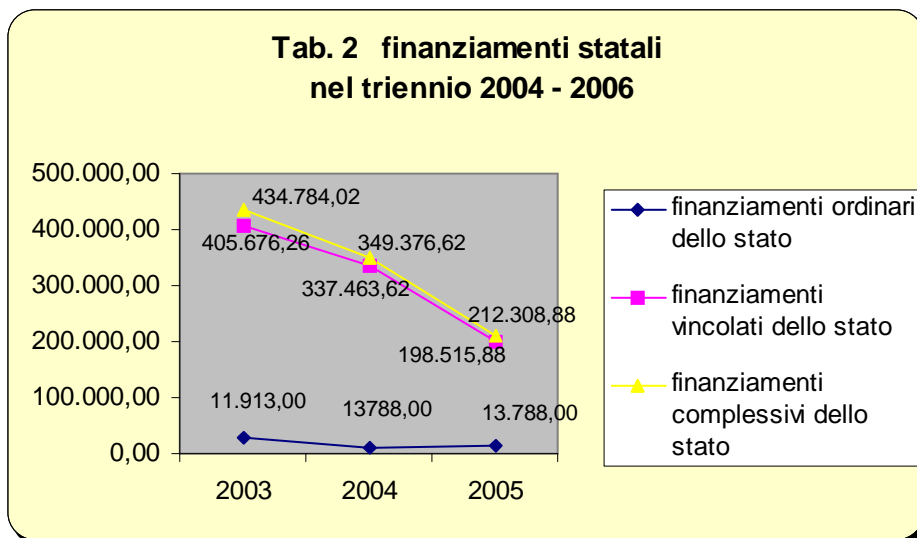 Tab. 2 finanziamenti statali
nel triennio 2004 - 2006
500.000,00
400.000,00
300.000,00
200.000,00
100.000,00
0,00
434.784,02
405.676,26
349.376,62
337.463,62
212.308,88
198.515,88
11.913,00
13788,00
13.788,00
2003
2004
2005
finanziamenti ordinari
dello stato
finanziamenti
vincolati dello stato
finanziamenti
complessivi dello
stato